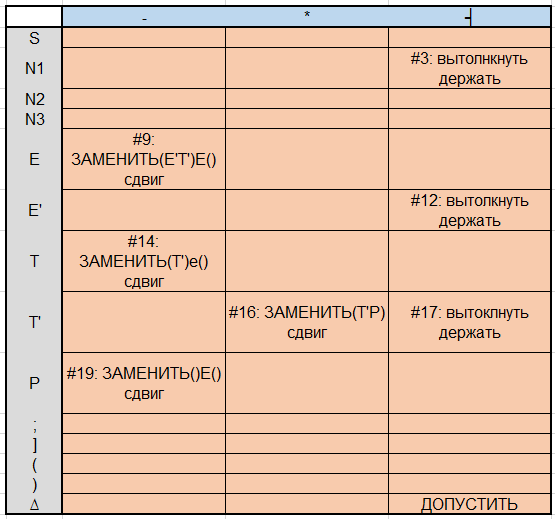 - * ⊣
S
N1 #3: вытолнкнуть
держать
N2
N3
E #9:
ЗАМЕНИТЬ(E'T')E()
сдвиг
E' #12: вытолкнуть
держать
T #14:
ЗАМЕНИТЬ(T')e()
сдвиг
T' #16: ЗАМЕНИТЬ(T'P) #17: вытокпнуть
сдвиг держать
P #19: ЗАМЕНИТЬ()E()
сдвиг
;
]
(
)
Δ ДОПУСТИТЬ